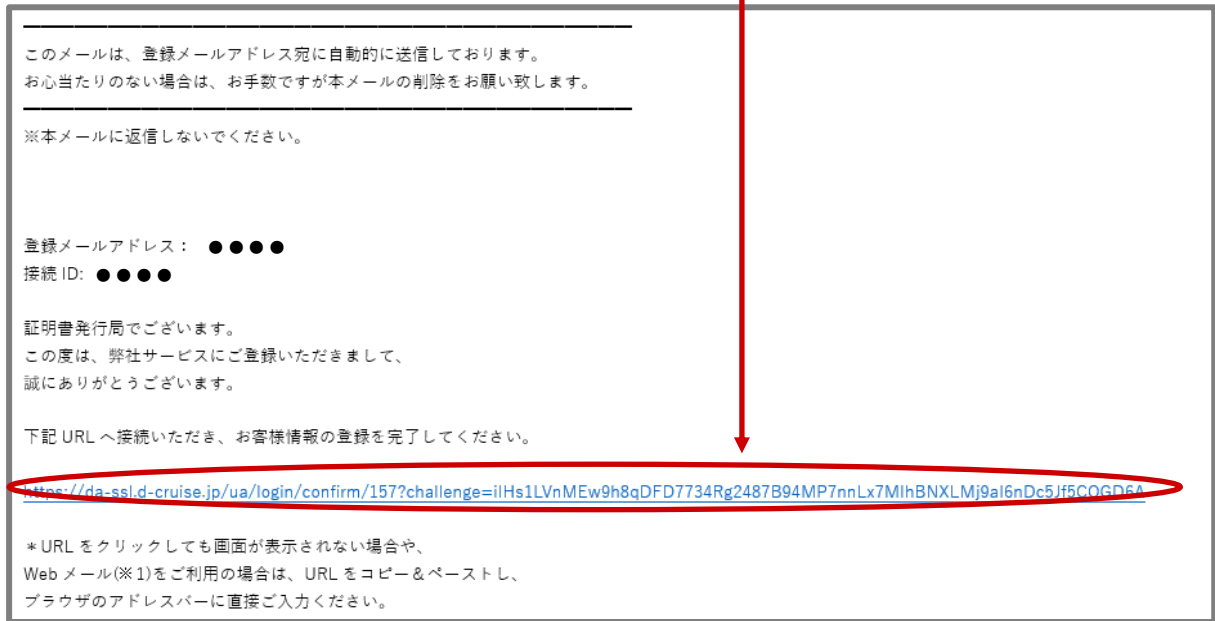 このメールは、登録メールアドレス宛に自動的に送信しております。
お心当たりのない場合は、お手数ですが本メールの削除をお願い致します。
※本メールに返信しないでください。
登録メールアドレス： ●●●●
接続 ID: ●●●●
証明書発行局でございます。
この度は、弊社サービスにご登録いただきまして、
誠にありがとうございます。
下記 URL へ接続いただき、お客様情報の登録を完了してください。
https://da-ssl.d-cruise.jp/ua/login/confirm/157?challenge=ilHs1LVnMEw9h8qDFD7734Rg2487B94MP7nnLx7MlhBNXLMj9al6nDc5Jf5COGD6A
＊URL をクリックしても画面が表示されない場合や、
Web メール(※1)をご利用の場合は、URL をコピー＆ペーストし、
ブラウザのアドレスバーに直接ご入力ください。